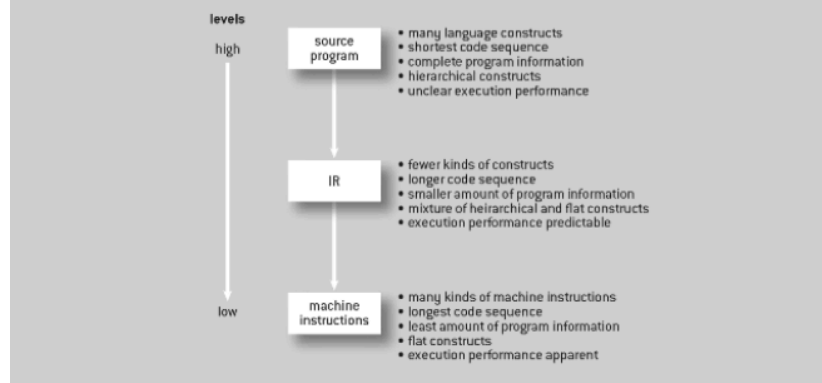 levels
high
source
program
• many language constructs
• shortest code sequence
• complete program information
• hierarchical constructs
• unclear execution performance
IR
• fewer kinds of constructs
• longer code sequence
• smaller amount of program information
• mixture of heirarchical and flat constructs
• execution performance predictable
low
machine
instructions
• many kinds of machine instructions
• longest code sequence
• least amount of program information
• flat constructs
• execution performance apparent